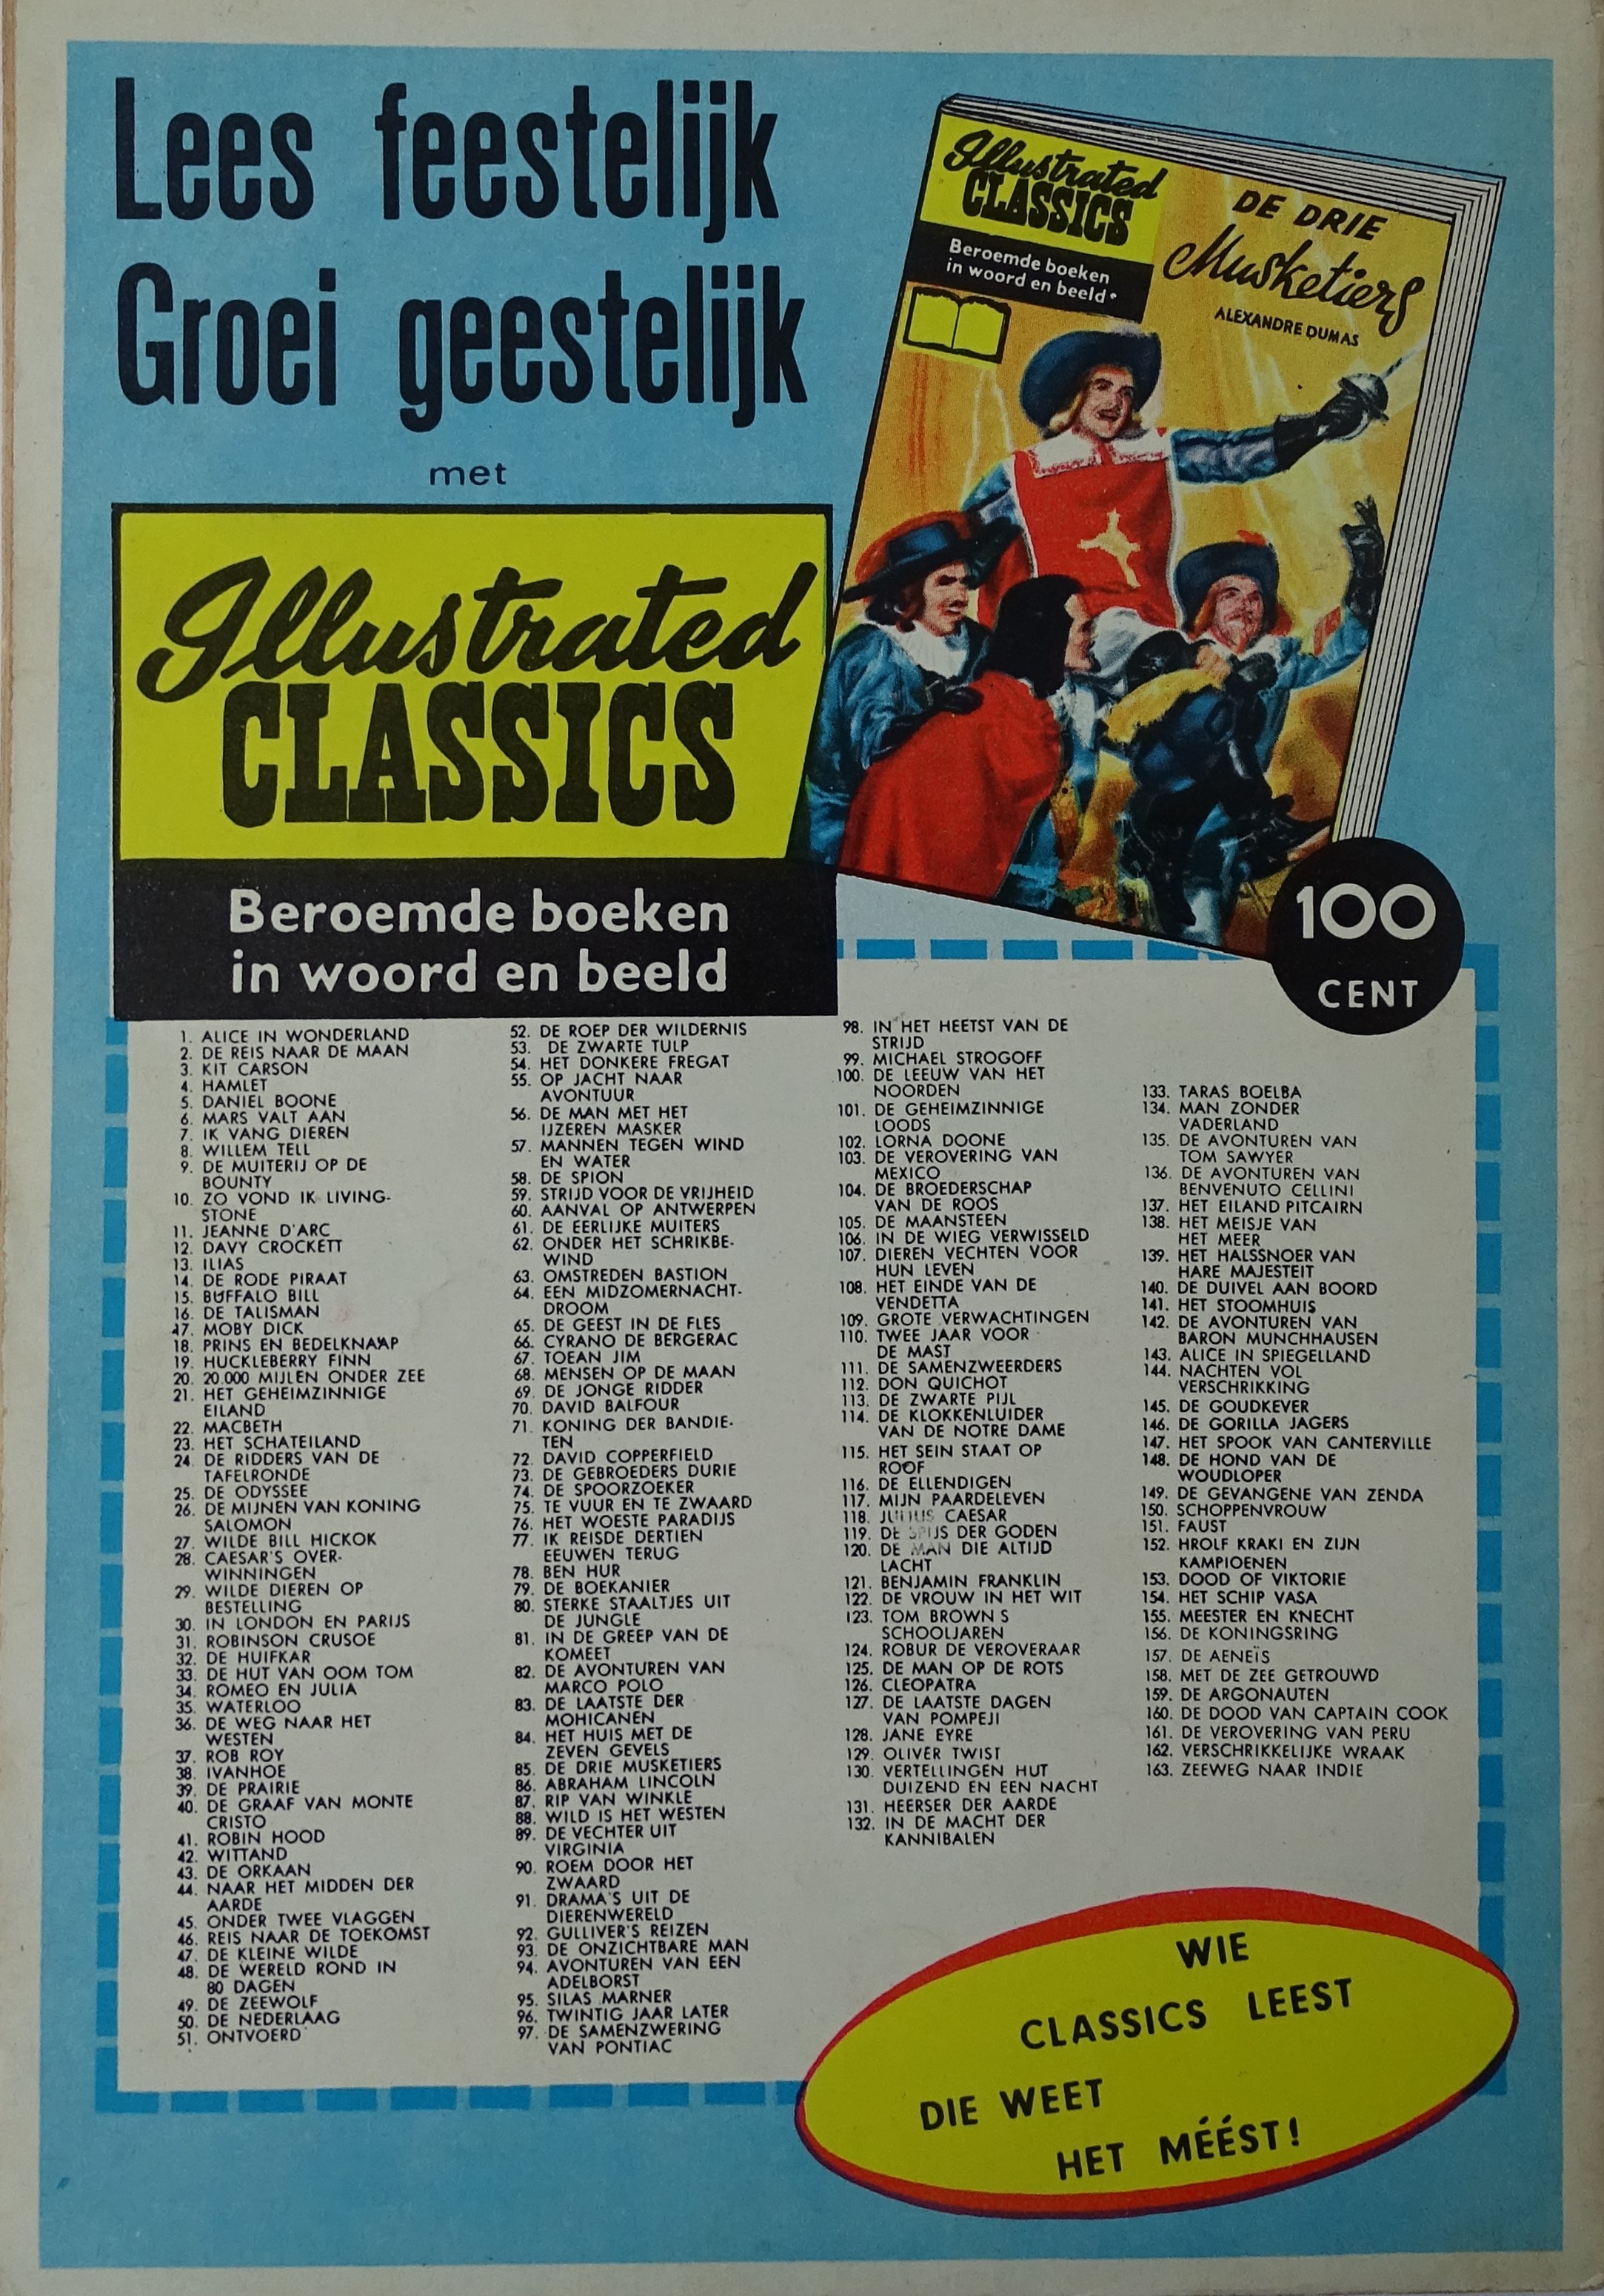 Lees feestelijk
Groei geestelijk
met
Illustrated
CLASSICS
Beroemde boeken
in woord en beeld
Illustrated
CLASSICS
Beroemde boeken
in woord en beeld
DE DRIE
Musketiers
ALEXANDRE DUMAS
100
CENT
1. ALICE IN WONDERLAND
2. DE REIS NAAR DE MAAN
3. KIT CARSON
4. HAMLET
5. DANIEL BOONE
6. MARS VALT AAN
7. IK VANG DIEREN
8. WILLEM TELL
9. DE MUITERIJ OP DE
BOUNTY
10. ZO VOND IK LIVING-
STONE
11. JEANNE D'ARC
12. DAVY CROCKETT
13. ILIAS
14. DE RODE PIRAAT
15. BUFFALO BILL
16. DE TALISMAN
17. MOBY DICK
18. PRINS EN BEDELKNAAP
19. HUCKLEBERRY FINN
20. 20.000 MIJLEN ONDER ZEE
21. HET GEHEIMZINNIGE
EILAND
22. MACBETH
23. HET SCHATEILAND
24. DE RIDDERS VAN DE
TAFELRONDE
25. DE ODYSSEE
26. DE MIJNEN VAN KONING
SALOMON
27. WILDE BILL HICKOK
28. CAESAR'S OVER-
WINNINGEN
29. WILDE DIEREN OP
BESTELLING
30. IN LONDON EN PARIJS
31. ROBINSON CRUSOE
32. DE HUIFKAR
33. DE HUT VAN OOM TOM
34. ROMEO EN JULIA
35. WATERLOO
36. DE WEG NAAR HET
WESTEN
37. ROB ROY
38. IVANHOE
39. DE PRAIRIE
40. DE GRAAF VAN MONTE
CRISTO
41. ROBIN HOOD
42. WITTAND
43. DE ORKAAN
44. NAAR HET MIDDEN DER
AARDE
45. ONDER TWEE VLAGGEN
46. REIS NAAR DE TOEKOMST
47. DE KLEINE WILDE
48. DE WERELD ROND IN
80 DAGEN
49. DE ZEEWOLF
50. DE NEDERLAAG
51. ONTVOERD
52. DE ROEP DER WILDERNIS
53. DE ZWARTE TULP
54. HET DONKERE FREGAT
55. OP JACHT NAAR
AVONTUUR
56. DE MAN MET HET
IJZEREN MASKER
57. MANNEN TEGEN WIND
EN WATER
58. DE SPION
59. STRIJD VOOR DE VRIJHEID
60. AANVAL OP ANTWERPEN
61. DE EERLIJKE MUITERS
62. ONDER HET SCHRIKBE-
WIND
63. OMSTREDEN BASTION
64. EEN MIDZOMERNACHT-
DROOM
65. DE GEEST IN DE FLES
66. CYRANO DE BERGERAC
67. TOEAN JIM
68. MENSEN OP DE MAAN
69. DE JONGE RIDDER
70. DAVID BALFOUR
71. KONING DER BANDIE-
TEN
72. DAVID COPPERFIELD
73. DE GEBROEDERS DURIE
74. DE SPOORZOEKER
75. TE VUUR EN TE ZWAARD
76. HET WOESTE PARADIJS
77. IK REISDE DERTIEN
EEUWEN TERUG
78. BEN HUR
79. DE BOEKANIER
80. STERKE STAALTJES UIT
DE JUNGLE
81. IN DE GREEP VAN DE
KOMEET
82. DE AVONTUREN VAN
MARCO POLO
83. DE LAATSTE DER
MOHICANEN
84. HET HUIS MET DE
ZEVEN GEVELS
85. DE DRIE MUSKETIERS
86. ABRAHAM LINCOLN
87. RIP VAN WINKLE
88. WILD IS HET WESTEN
89. DE VECHTER UIT
VIRGINIA
90. ROEM DOOR HET
ZWAARD
91. DRAMA'S UIT DE
DIERENWERELD
92. GULLIVER'S REIZEN
93. DE ONZICHTBARE MAN
94. AVONTUREN VAN EEN
ADELBORST
95. SILAS MARNER
96. TWINTIG JAAR LATER
97. DE SAMENZWERING
VAN PONTIAC
98. IN HET HEETST VAN DE
STRIJD
99. MICHAEL STROGOFF
100. DE LEEUW VAN HET
NOORDEN
101. DE GEHEIMZINNIGE
LOODS
102. LORNA DOONE
103. DE VEROVERING VAN
MEXICO
104. DE BROEDERSCHAP
VAN DE ROOS
105. DE MAANSTEEN
106. IN DE WIEG VERWISSELD
107. DIEREN VECHTEN VOOR
HUN LEVEN
108. HET EINDE VAN DE
VENDETTA
109. GROTE VERWACHTINGEN
110. TWEE JAAR VOOR
DE MAST
111. DE SAMENZWEERDERS
112. DON QUICHOT
113. DE ZWARTE PIJL
114. DE KLOKKENLUIDER
VAN DE NOTRE DAME
115. HET SEIN STAAT OP
ROOF
116. DE ELLENDIGEN
117. MIJN PAARDELEVEN
118. JULIUS CAESAR
119. DE SPIJS DER GODEN
120. DE MAN DIE ALTIJD
LACHT
121. BENJAMIN FRANKLIN
122. DE VROUW IN HET WIT
123. TOM BROWN S
SCHOOLJAREN
124. ROBUR DE VEROVERAAR
125. DE MAN OP DE ROTS
126. CLEOPATRA
127. DE LAATSTE DAGEN
VAN POMPEJI
128. JANE EYRE
129. OLIVER TWIST
130. VERTELLINGEN HUT
DUIZEND EN EEN NACHT
131. HEERSER DER AARDE
132. IN DE MACHT DER
KANNIBALEN
133. TARAS BOELBA
134. MAN ZONDER
VADERLAND
135. DE AVONTUREN VAN
TOM SAWYER
136. DE AVONTUREN VAN
BENVENUTO CELLINI
137. HET EILAND PITCAIRN
138. HET MEISJE VAN
HET MEER
139. HET HALSSNOER VAN
HARE MAJESTEIT
140. DE DUIVEL AAN BOORD
141. HET STOOMHUIS
142. DE AVONTUREN VAN
BARON MUNCHHAUSEN
143. ALICE IN SPIEGELLAND
144. NACHTEN VOL
VERSCHRIKKING
145. DE GOUDKEVER
146. DE GORILLA JAGERS
147. HET SPOOK VAN CANTERVILLE
148. DE HOND VAN DE
WOUDLOPER
149. DE GEVANGENE VAN ZENDA
150. SCHOPPENVROUW
151. FAUST
152. HROLF KRAKI EN ZIJN
KAMPIOENEN
153. DOOD OF VIKTORIE
154. HET SCHIP VASA
155. MEESTER EN KNECHT
156. DE KONINGSRING
157. DE AENEÏS
158. MET DE ZEE GETROUWD
159. DE ARGONAUTEN
160. DE DOOD VAN CAPTAIN COOK
161. DE VEROVERING VAN PERU
162. VERSCHRIKKELIJKE WRAAK
163. ZEEWEG NAAR INDIE
WIE
CLASSICS LEEST
DIE WEET
HET MÉÉST!